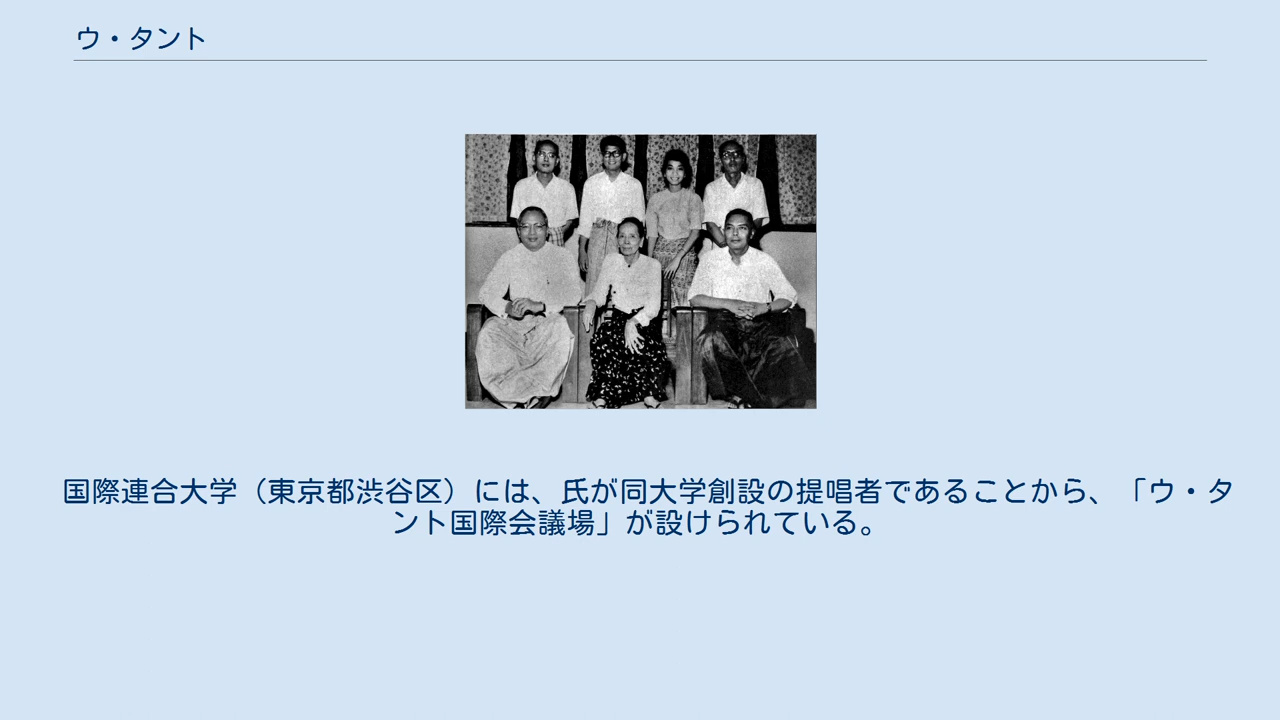 ウ・タント
国際連合大学（東京都渋谷区）には、氏が同大学創設の提唱者であることから、「ウ・タ
ント国際会議場」が設けられている。